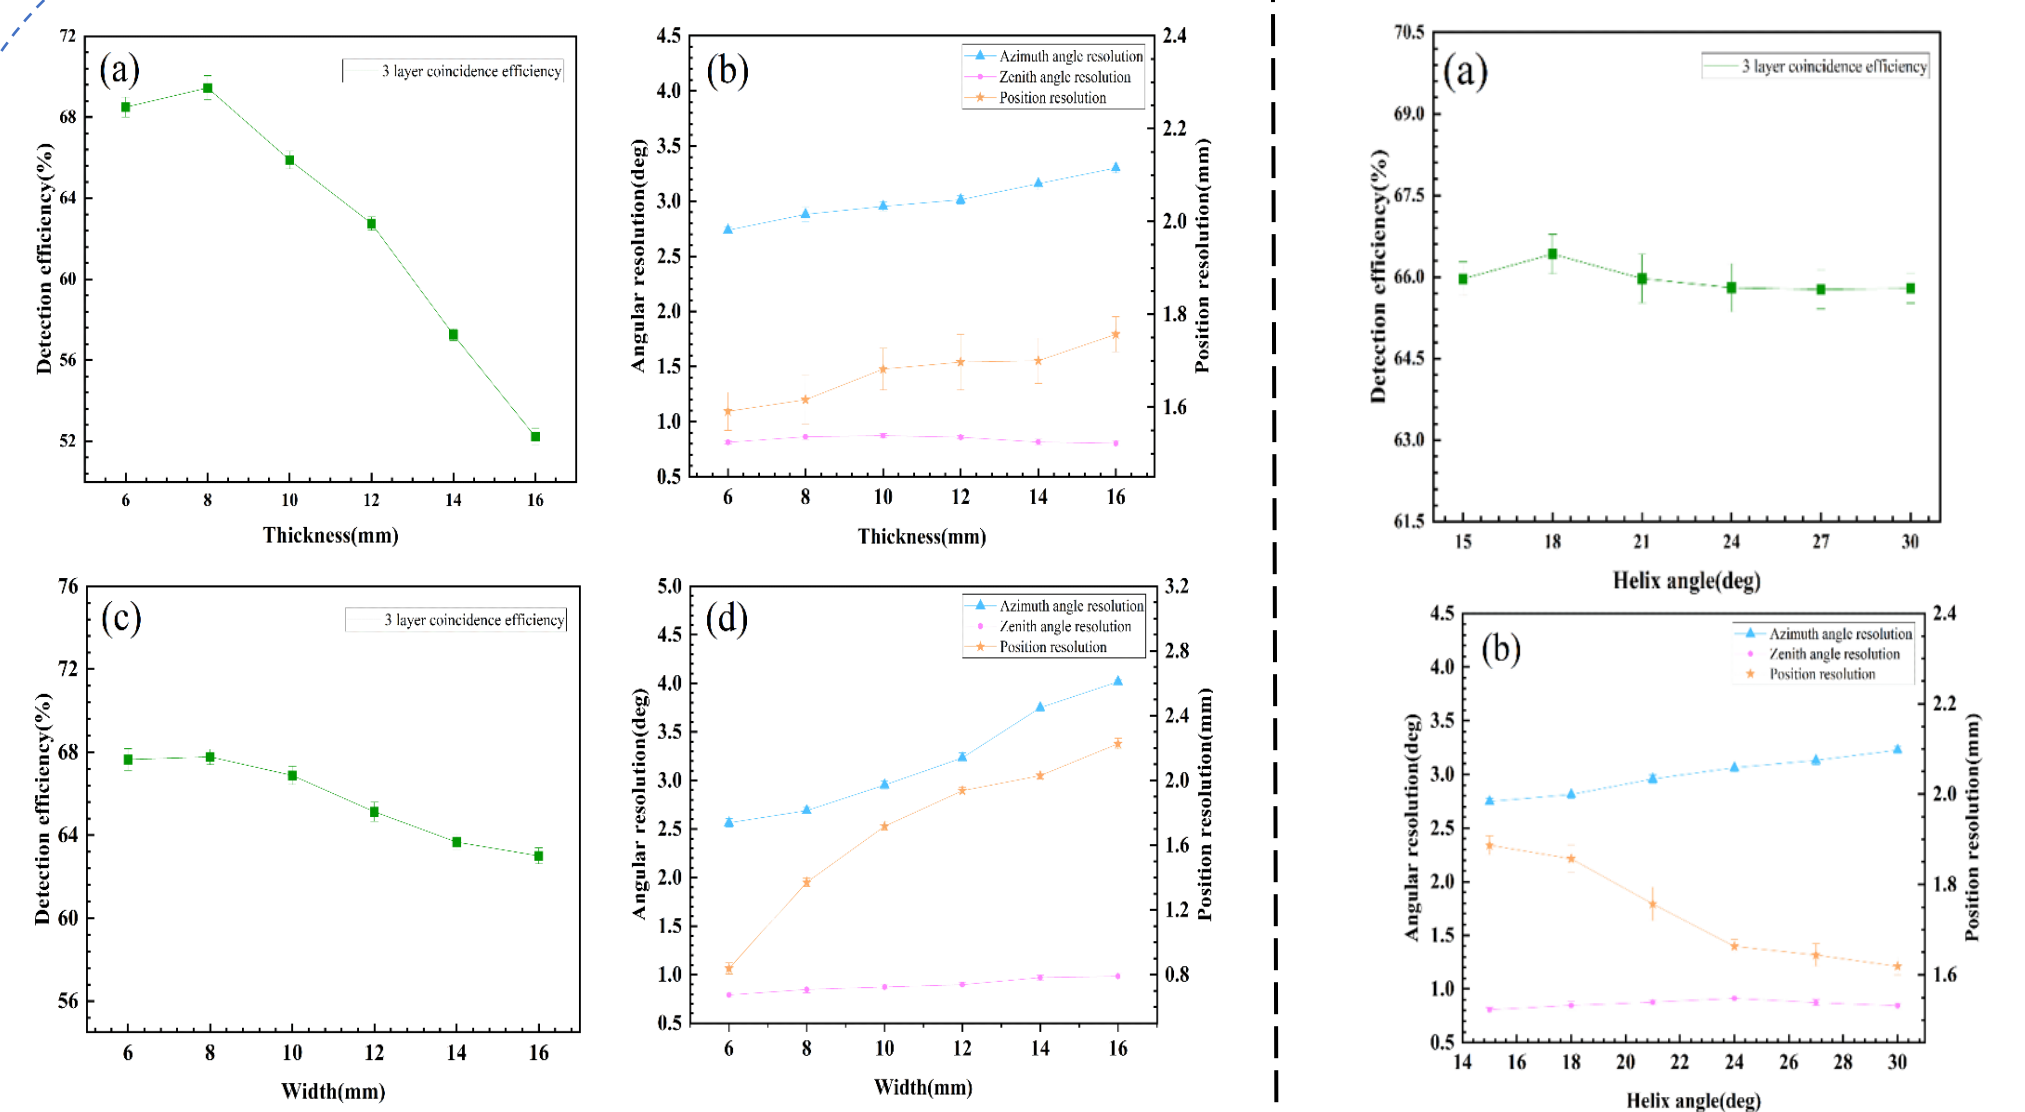 (a)
3 layer coincidence efficiency
72
68
64
60
56
52
6 8 10 12 14 16
Detection efficiency(%)
Thickness(mm)
(b)
Azimuth angle resolution
Zenith angle resolution
Position resolution
4.5
4.0
3.5
3.0
2.5
2.0
1.5
1.0
0.5
2.4
2.2
2.0
1.8
1.6
6 8 10 12 14 16
Angular resolution(deg)
Position resolution(mm)
Thickness(mm)
(c)
3 layer coincidence efficiency
76
72
68
64
60
56
6 8 10 12 14 16
Detection efficiency(%)
Width(mm)
(d)
Azimuth angle resolution
Zenith angle resolution
Position resolution
5.0
4.5
4.0
3.5
3.0
2.5
2.0
1.5
1.0
0.5
3.2
2.8
2.4
2.0
1.6
1.2
0.8
6 8 10 12 14 16
Angular resolution(deg)
Position resolution(mm)
Width(mm)
(a)
3 layer coincidence efficiency
70.5
69.0
67.5
66.0
64.5
63.0
61.5
15 18 21 24 27 30
Detection efficiency(%)
Helix angle(deg)
(b)
Azimuth angle resolution
Zenith angle resolution
Position resolution
4.5
4.0
3.5
3.0
2.5
2.0
1.5
1.0
0.5
2.4
2.2
2.0
1.8
1.6
14 16 18 20 22 24 26 28 30
Angular resolution(deg)
Position resolution(mm)
Helix angle(deg)